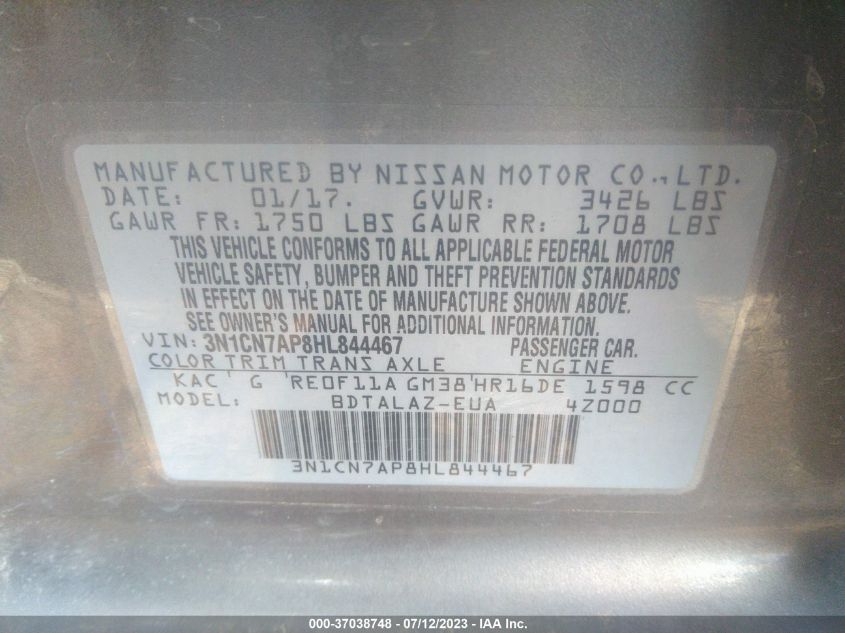 MANUFACTURED BY NISSAN MOTOR CO., LTD.
DATE: 01/17. GVWR: 3426 LBS
GAWR FR: 1750 LBS GAWR RR: 1708 LBS
THIS VEHICLE CONFORMS TO ALL APPLICABLE FEDERAL MOTOR
VEHICLE SAFETY, BUMPER AND THEFT PREVENTION STANDARDS
IN EFFECT ON THE DATE OF MANUFACTURE SHOWN ABOVE.
SEE OWNER'S MANUAL FOR ADDITIONAL INFORMATION.
VIN: 3N1CN7AP8HL844467 PASSENGER CAR.
COLOR TRIM TRANS AXLE ENGINE
KAC G RE0F11A GM38 HR16DE 1598 CC
MODEL: BDTALAZ-EUA 4Z000
3N1CN7AP8HL844467
000-37038748 - 07/12/2023 - IAA Inc.